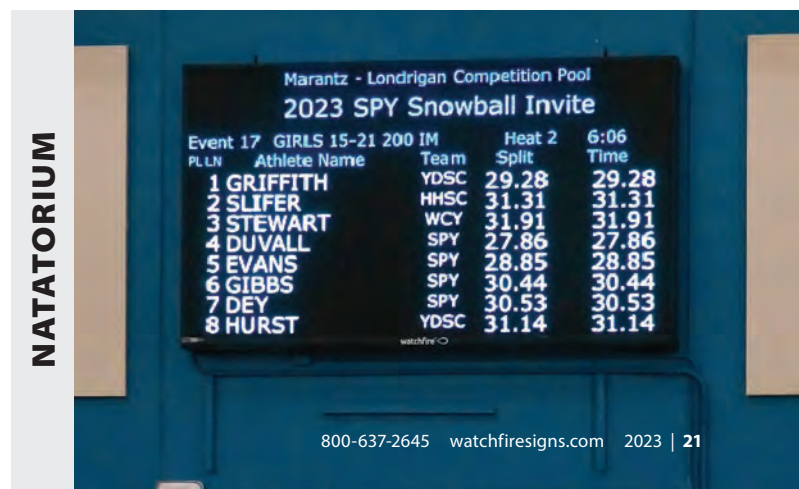 NATATORIUM
Marantz - Londrigan Competition Pool
2023 SPY Snowball Invite
Event 17 GIRLS 15-21 200 IM Heat 2 6:06
PL LN Athlete Name Team Split Time
1 GRIFFITH YDSC 29.28 29.28
2 SLIFER HHSC 31.31 31.31
3 STEWART WCY 31.91 31.91
4 DUVALL SPY 27.86 27.86
5 EVANS SPY 28.85 28.85
6 GIBBS SPY 30.44 30.44
7 DEY SPY 30.53 30.53
8 HURST YDSC 31.14 31.14
watchfire
800-637-2645 watchfiresigns.com 2023 | 21